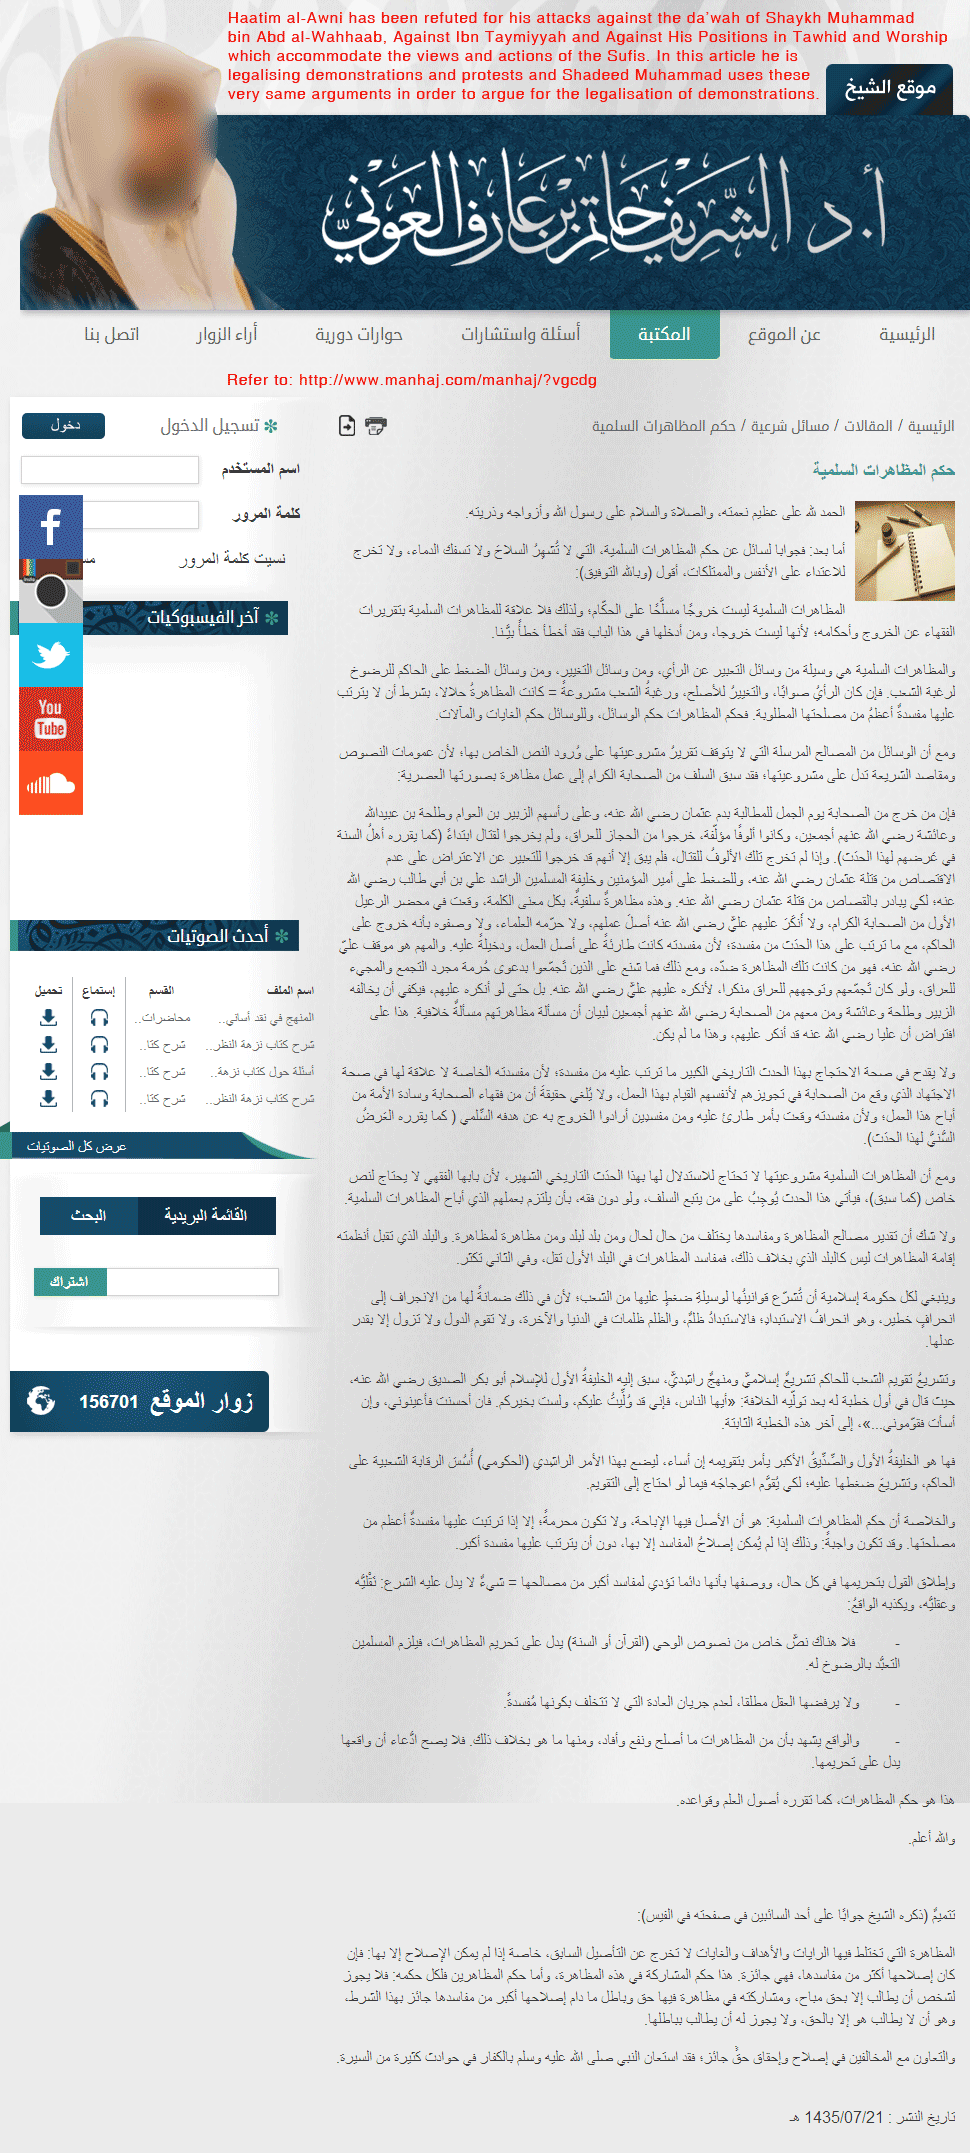 Haatim al-Awni has been refuted for his attacks against the da'wah of Shaykh Muhammad
bin Abd al-Wahhaab, Against Ibn Taymiyyah and Against His Positions in Tawhid and Worship
which accommodate the views and actions of the Sufis. In this article he is
legalising demonstrations and protests and Shadeed Muhammad uses these
very same arguments in order to argue for the legalisation of demonstrations.
موقع الشيخ
أ.د الشريف حاتم بن عارف العوني
الرئيسية
عن الموقع
المكتبة
أسئلة واستشارات
حوارات دورية
أراء الزوار
اتصل بنا
Refer to: http://www.manhaj.com/manhaj/?vgcdg
الرئيسية / المقالات / مسائل شرعية / حكم المظاهرات السلمية
حكم المظاهرات السلمية
الحمد لله على عظيم نعمته، والصلاة والسلام على رسول الله وأزواجه وذريته.
أما بعد: فجوابا لسائل عن حكم المظاهرات السلمية، التي لا تُشهِرُ السلاحَ ولا تسفك الدماء، ولا تخرج
للاعتداء على الأنفس والممتلكات، أقول (وبالله التوفيق):
المظاهرات السلمية ليست خروجًا مسلَّحًا على الحكّام؛ ولذلك فلا علاقة للمظاهرات السلمية بتقريرات
الفقهاء عن الخروج وأحكامه؛ لأنها ليست خروجا، ومن أدخلها في هذا الباب فقد أخطأ خطأً بيِّـنا.
والمظاهرات السلمية هي وسيلة من وسائل التعبير عن الرأي، ومن وسائل التغيير، ومن وسائل الضغط على الحاكم للرضوخ
لرغبة الشعب. فإن كان الرأيُ صوابًا، والتغييرُ للأصلح، ورغبةُ الشعب مشروعةً = كانت المظاهرةُ حلالا، بشرط أن لا يترتب
عليها مفسدةٌ أعظمُ من مصلحتها المطلوبة. فحكم المظاهرات حكم الوسائل، وللوسائل حكم الغايات والمآلات.
ومع أن الوسائل من المصالح المرسلة التي لا يتوقف تقريرُ مشروعيتها على وُرود النص الخاص بها؛ لأن عمومات النصوص
ومقاصد الشريعة تدل على مشروعيتها؛ فقد سبق السلف من الصحابة الكرام إلى عمل مظاهرة بصورتها العصرية:
فإن من خرج من الصحابة يوم الجمل للمطالبة بدم عثمان رضي الله عنه، وعلى رأسهم الزبير بن العوام وطلحة بن عبيدالله
وعائشة رضي الله عنهم أجمعين، وكانوا ألوفًا مؤلّفة، خرجوا من الحجاز للعراق، ولم يخرجوا لقتال ابتداءً (كما يقرره أهلُ السنة
في عَرضهم لهذا الحدث). وإذا لم تخرج تلك الألوفُ للقتال، فلم يبق إلا أنهم قد خرجوا للتعبير عن الاعتراض على عدم
الاقتصاص من قتلة عثمان رضي الله عنه، وللضغط على أمير المؤمنين وخليفة المسلمين الراشد علي بن أبي طالب رضي الله
عنه؛ لكي يبادر بالقصاص من قتلة عثمان رضي الله عنه. وهذه مظاهرةٌ سلفيةٌ، بكل معنى الكلمة، وقعت في محضر الرعيل
الأول من الصحابة الكرام، ولا أَنكَرَ عليهم عليٌّ رضي الله عنه أصلَ عملهم، ولا حرّمه العلماء، ولا وصفوه بأنه خروج على
الحاكم، مع ما ترتب على هذا الحدَث من مفسدة؛ لأن مفسدته كانت طارئةً على أصل العمل، ودخيلةً عليه. والمهم هو موقف عليّ
رضي الله عنه، فهو من كانت تلك المظاهرة ضدّه، ومع ذلك فما شنع على الذين تَجمّعوا بدعوى حُرمة مجرد التجمع والمجيء
للعراق، ولو كان تَجمّعهم وتوجههم للعراق منكرا، لأنكره عليهم عليٌّ رضي الله عنه. بل حتى لو أنكره عليهم، فيكفي أن يخالفه
الزبير وطلحة وعائشة ومن معهم من الصحابة رضي الله عنهم أجمعين لبيان أن مسألة مظاهرتهم مسألةٌ خلافية. هذا على
افتراض أن عليا رضي الله عنه قد أنكر عليهم، وهذا ما لم يكن.
ولا يقدح في صحة الاحتجاج بهذا الحدث التاريخي الكبير ما ترتب عليه من مفسدة؛ لأن مفسدته الخاصة لا علاقة لها في صحة
الاجتهاد الذي وقع من الصحابة في تجويزهم لأنفسهم القيام بهذا العمل، ولا يُلغي حقيقةَ أن من فقهاء الصحابة وسادة الأمة من
أباح هذا العمل؛ ولأن مفسدته وقعت بأمر طارئ عليه ومن مفسدِين أرادوا الخروج به عن هدفه السِّلمي ( كما يقرره العَرضُ
السُّنيُّ لهذا الحدَث).
ومع أن المظاهرات السلمية مشروعيتها لا تحتاج للاستدلال لها بهذا الحدَث التاريخي الشهير، لأن بابها الفقهي لا يحتاج لنص
خاص (كما سبق)، فيأتي هذا الحدث يُوجِبُ على من يتبع السلف، ولو دون فقه، بأن يلتزم بعملهم الذي أباح المظاهرات السلمية.
ولا شك أن تقدير مصالح المظاهرة ومفاسدها يختلف من حال لحال ومن بلد لبلد ومن مظاهرة لمظاهرة. والبلد الذي تقبل أنظمته
إقامة المظاهرات ليس كالبلد الذي بخلاف ذلك، فمفاسد المظاهرات في البلد الأول تقل، وفي الثاني تكثر.
وينبغي لكل حكومة إسلامية أن تُشرِّع قوانينُها لوسيلةِ ضغطٍ عليها من الشعب؛ لأن في ذلك ضمانةً لها من الانجراف إلى
انحرافٍ خطير، وهو انحرافُ الاستبداد؛ فالاستبدادُ ظلمٌ، والظلم ظلمات في الدنيا والآخرة، ولا تقوم الدول ولا تزول إلا بقدر
عدلها.
وتشريعُ تقويم الشعب للحاكم تشريعٌ إسلاميٌّ ومنهجٌ راشديٌّ، سبق إليه الخليفةُ الأول للإسلام أبو بكر الصديق رضي الله عنه،
حيث قال في أول خطبة له بعد تولّيه الخلافة: «أيها الناس، فإني قد وُلِّيتُ عليكم، ولست بخيركم. فان أحسنت فأعينوني، وإن
أسأت فقوّموني...»، إلى آخر هذه الخطبة الثابتة.
فها هو الخليفةُ الأول والصِّدِّيقُ الأكبر يأمر بتقويمه إن أساء، ليضع بهذا الأمر الراشدي (الحكومي) أُسُسَ الرقابة الشعبية على
الحاكم، وتشريعَ ضغطها عليه؛ لكي يُقوَّم اعوجاجُه فيما لو احتاج إلى التقويم.
والخلاصة أن حكم المظاهرات السلمية: هو أن الأصل فيها الإباحة، ولا تكون محرمةً؛ إلا إذا ترتبت عليها مفسدةٌ أعظم من
مصلحتها. وقد تكون واجبةً: وذلك إذا لم يُمكن إصلاحُ المفاسد إلا بها، دون أن يترتب عليها مفسدة أكبر.
وإطلاق القول بتحريمها في كل حال، ووصفها بأنها دائما تؤدي لمفاسد أكبر من مصالحها = شيءٌ لا يدل عليه الشرع: نَقْليُّه
وعقليُّه، ويكذبه الواقعُ:
- فلا هناك نصٌّ خاص من نصوص الوحي (القرآن أو السنة) يدل على تحريم المظاهرات، فيلزم المسلمين
التعبُّد بالرضوخ له.
- ولا يرفضها العقل مطلقا، لعدم جريان العادة التي لا تتخلف بكونها مُفسدةً.
- والواقع يشهد بأن من المظاهرات ما أصلح ونفع وأفاد، ومنها ما هو بخلاف ذلك. فلا يصح ادَّعاء أن واقعها
يدل على تحريمها.
هذا هو حكم المظاهرات، كما تقرره أصول العلم وقواعده.
والله أعلم.
تتميمٌ (ذكره الشيخ جوابًا على أحد السائبين في صفحته في الفيس):
المظاهرة التي تختلط فيها الرايات والأهداف والغايات لا تخرج عن التأصيل السابق، خاصة إذا لم يمكن الإصلاح إلا بها: فإن
كان إصلاحها أكثر من مفاسدها، فهي جائزة. هذا حكم المشاركة في هذه المظاهرة، وأما حكم المظاهرين فلكل حكمه: فلا يجوز
لشخص أن يطالب إلا بحق مباح، ومشاركته في مظاهرة فيها حق وباطل ما دام إصلاحها أكبر من مفاسدها جائز بهذا الشرط،
وهو أن لا يطالب هو إلا بالحق، ولا يجوز له أن يطالب بباطلها.
والتعاون مع المخالفين في إصلاح وإحقاق حقٍّ جائز؛ فقد استعان النبي صلى الله عليه وسلم بالكفار في حوادث كثيرة من السيرة.
تاريخ النشر : 1435/07/21 هـ
تسجيل الدخول
دخول
اسم المستخدم
كلمة المرور
نسيت كلمة المرور
آخر الفيسبوكيات
You
Tube
أحدث الصوتيات
اسم الملف القسم إستماع تحميل
المنهج في نقد أساني.. محاضرات..
شرح كتاب نزهة النظر.. شرح كتا..
أسئلة حول كتاب نزهة.. شرح كتا..
شرح كتاب نزهة النظر.. شرح كتا..
عرض كل الصوتيات
القائمة البريدية
البحث
اشتراك
زوار الموقع 156701